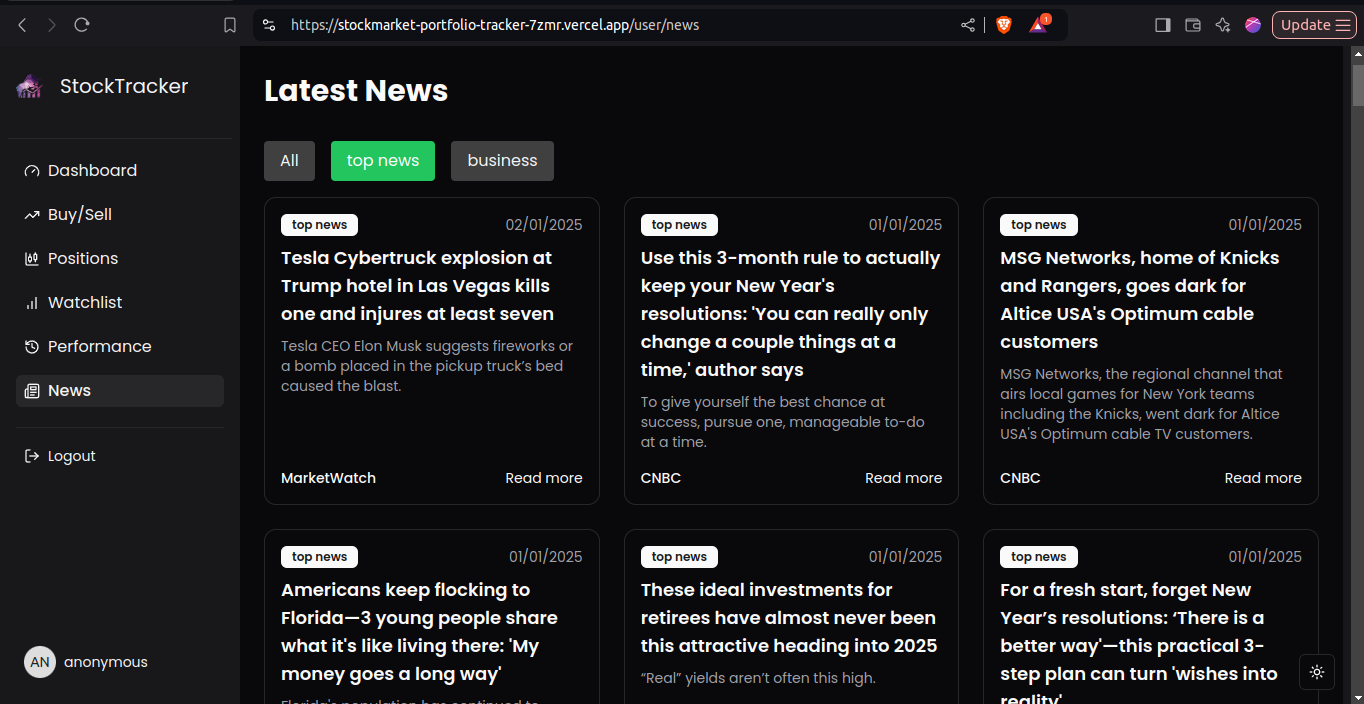 https://stockmarket-portfolio-tracker-7zmr.vercel.app/user/news
1
Update
StockTracker
Dashboard
Buy/Sell
Positions
Watchlist
Performance
News
Logout
AN anonymous
Latest News
All top news business
top news 02/01/2025
Tesla Cybertruck explosion at
Trump hotel in Las Vegas kills
one and injures at least seven
Tesla CEO Elon Musk suggests fireworks or
a bomb placed in the pickup truck’s bed
caused the blast.
MarketWatch Read more
top news 01/01/2025
Use this 3-month rule to actually
keep your New Year's
resolutions: 'You can really only
change a couple things at a
time,' author says
To give yourself the best chance at
success, pursue one, manageable to-do
at a time.
CNBC Read more
top news 01/01/2025
MSG Networks, home of Knicks
and Rangers, goes dark for
Altice USA's Optimum cable
customers
MSG Networks, the regional channel that
airs local games for New York teams
including the Knicks, went dark for Altice
USA's Optimum cable TV customers.
CNBC Read more
top news 01/01/2025
Americans keep flocking to
Florida—3 young people share
what it's like living there: 'My
money goes a long way'
Florida's population has continued to
top news 01/01/2025
These ideal investments for
retirees have almost never been
this attractive heading into 2025
“Real” yields aren’t often this high.
top news 01/01/2025
For a fresh start, forget New
Year’s resolutions: ‘There is a
better way'—this practical 3-
step plan can turn 'wishes into
reality'